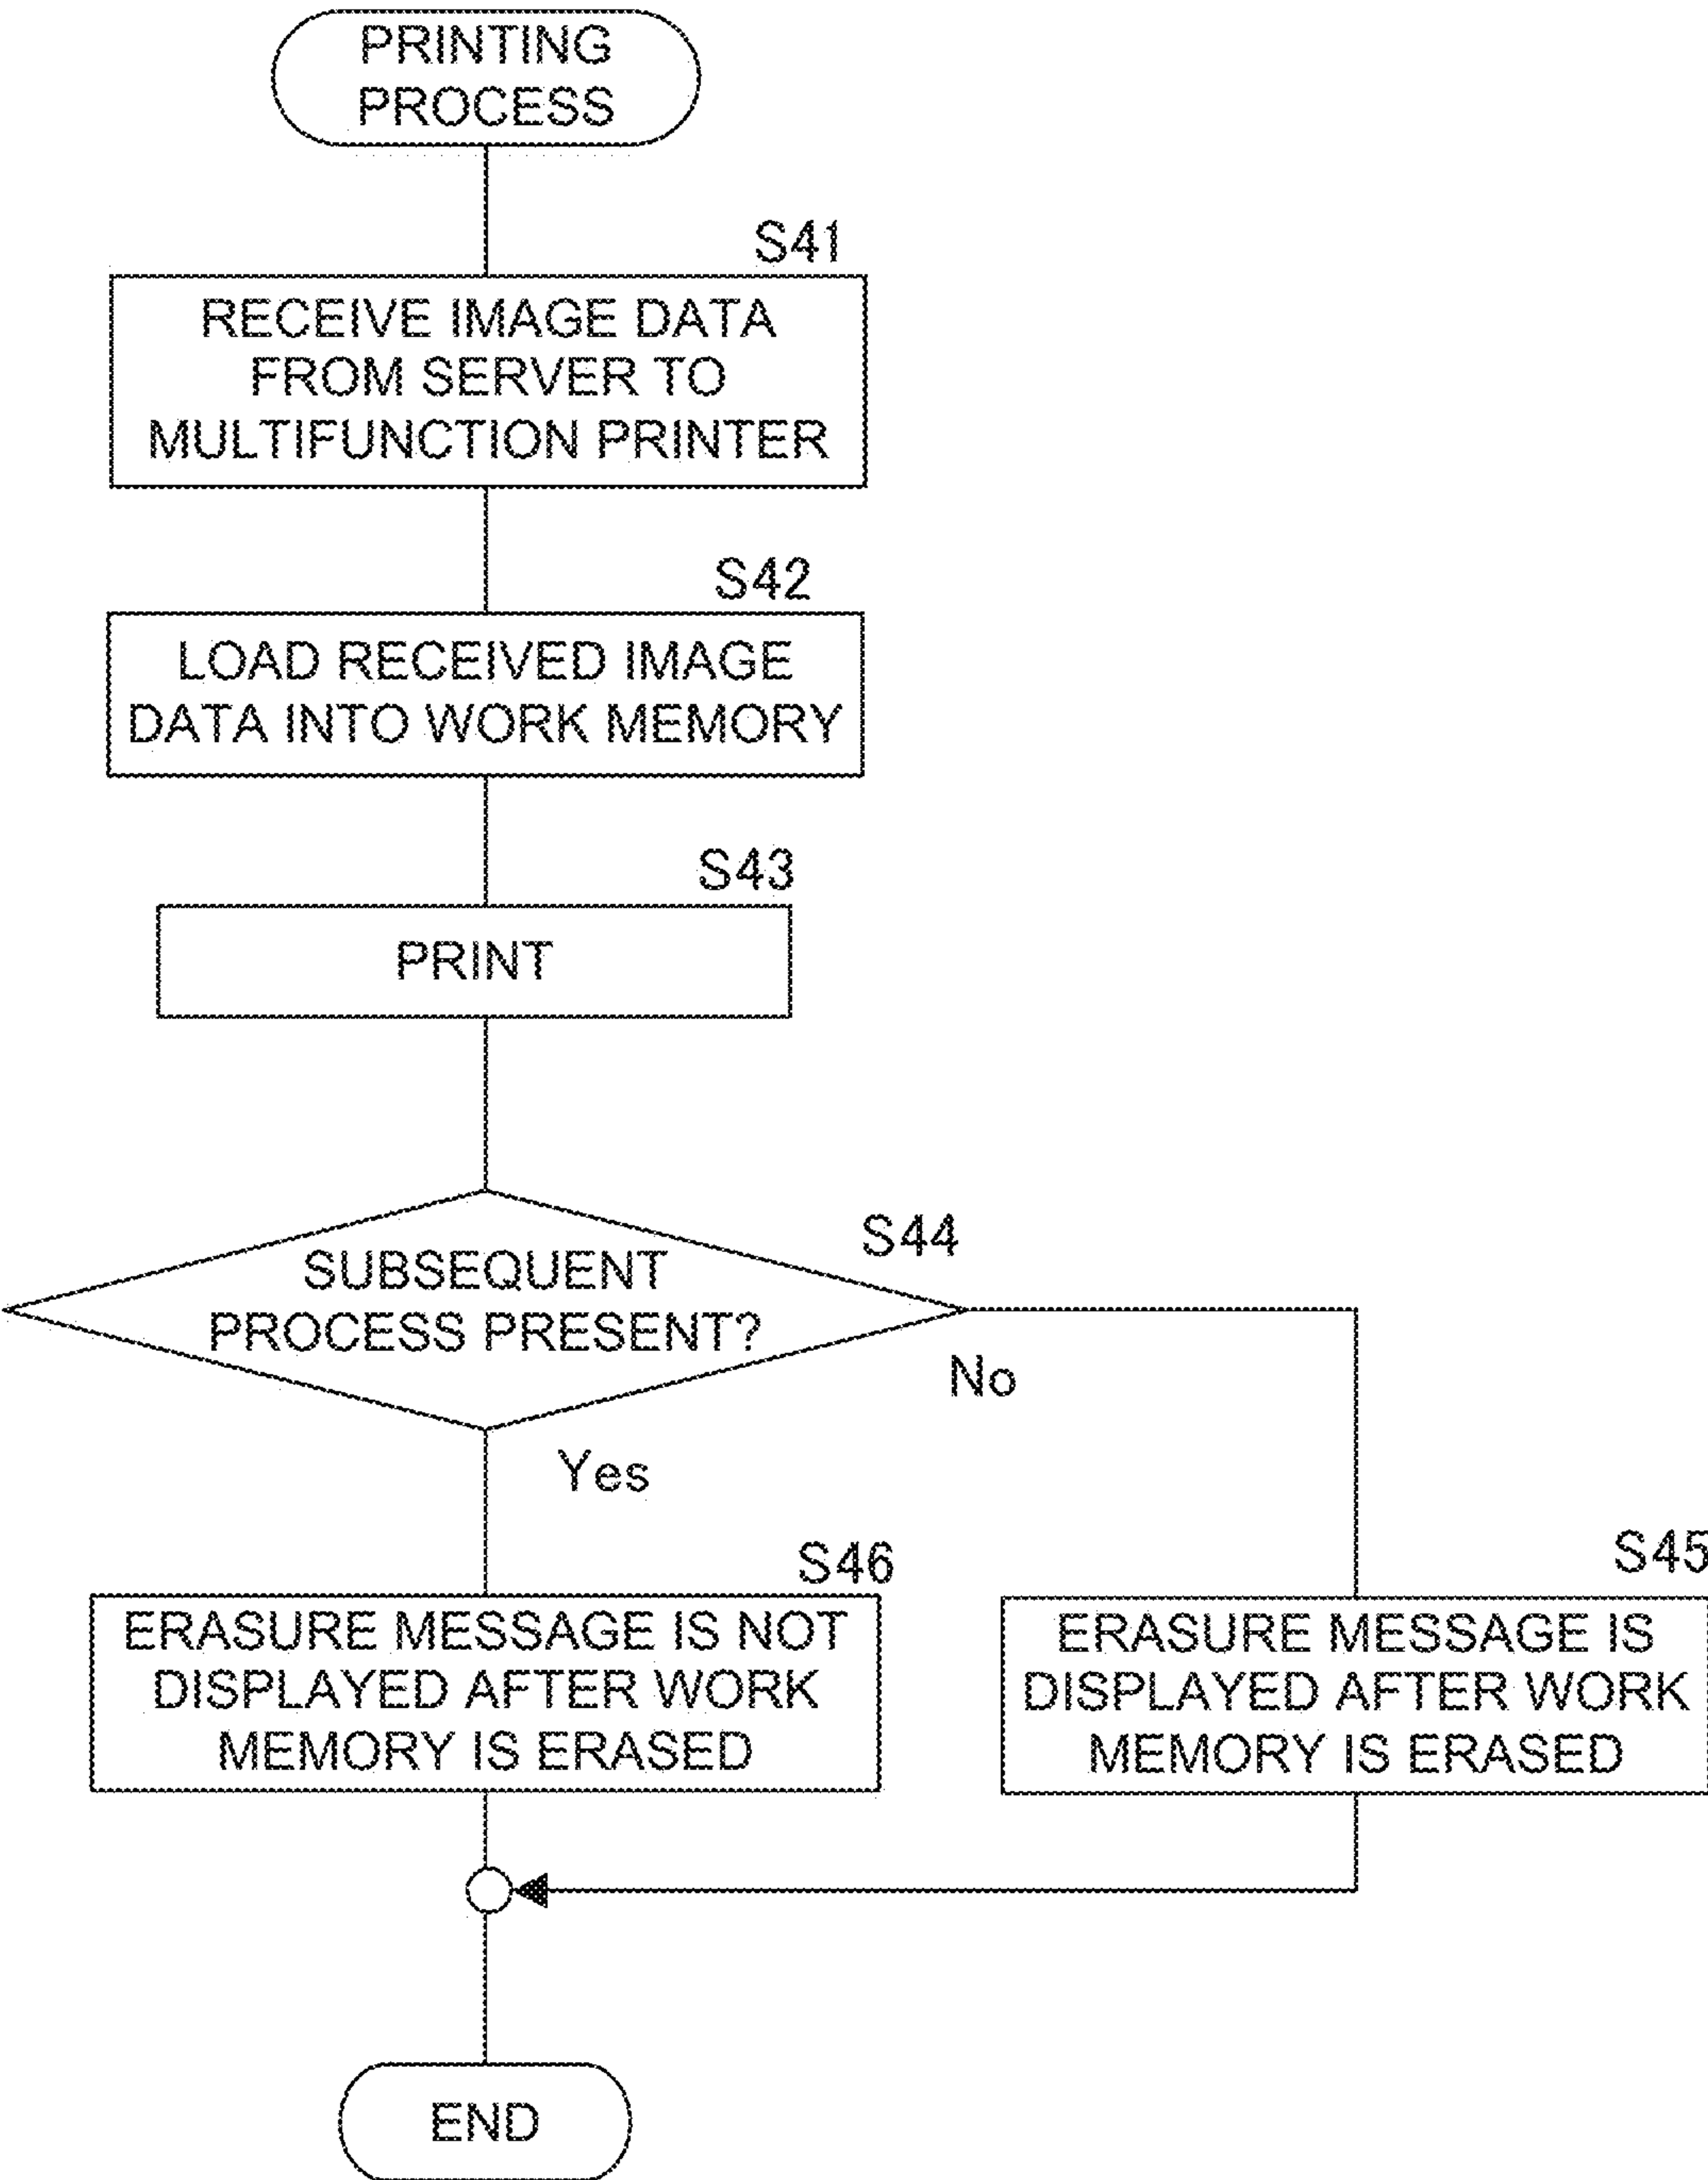 PRINTING
PROCESS
S41
RECEIVE IMAGE DATA
FROM SERVER TO
MULTIFUNCTION PRINTER
S42
LOAD RECEIVED IMAGE
DATA INTO WORK MEMORY
S43
PRINT
S44
SUBSEQUENT
PROCESS PRESENT?
No
Yes
S46
ERASURE MESSAGE IS NOT
DISPLAYED AFTER WORK
MEMORY IS ERASED
S45
ERASURE MESSAGE IS
DISPLAYED AFTER WORK
MEMORY IS ERASED
END